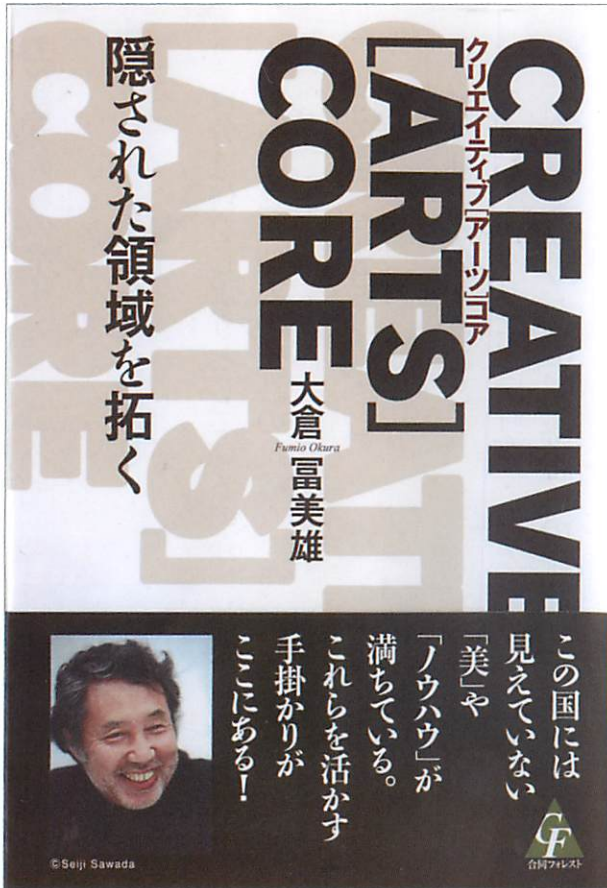 CREATIVE
クリエイティブ[アーツ]コア
[ARTS]
CORE
大倉冨美雄
Fumio Okura
隠された領域を拓く
この国には
見えていない
「美」や
「ノウハウ」が
満ちている。
これらを活かす
手掛かりが
ここにある!
GF
合同フォレスト
©Seiji Sawada